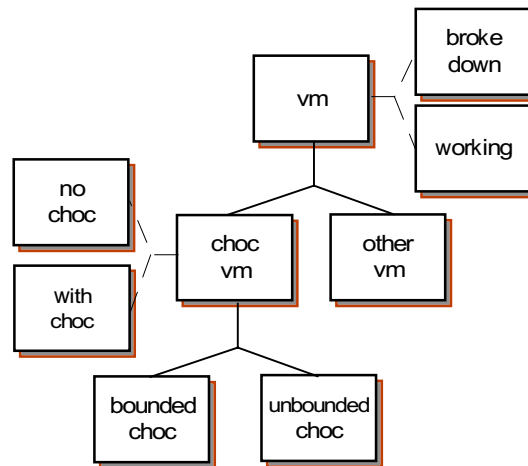 broke
down
vm
working
no
choc
choc
vm
other
vm
with
choc
bounded
choc
unbounded
choc